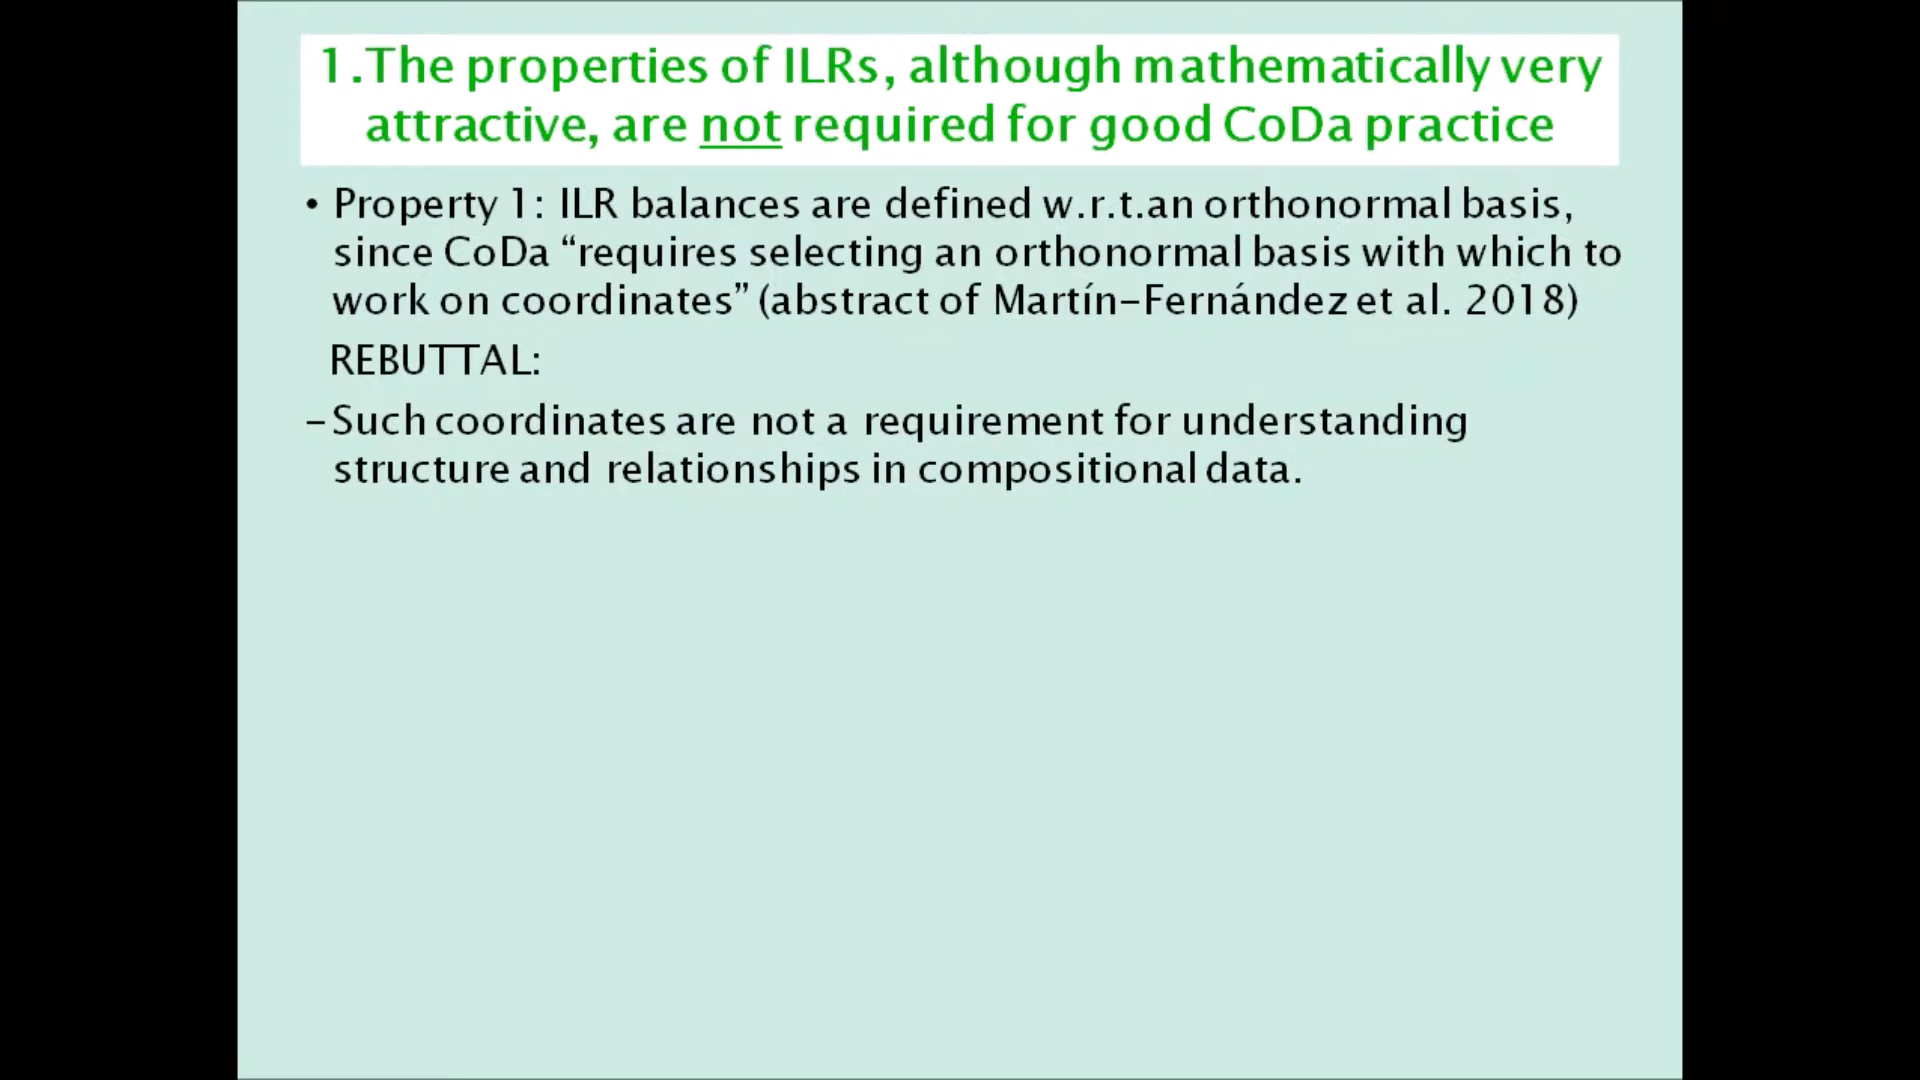 1.The properties of ILRs, although mathematically very
attractive, are not required for good CoDa practice
• Property 1: ILR balances are defined w.r.t.an orthonormal basis,
since CoDa “requires selecting an orthonormal basis with which to
work on coordinates” (abstract of Martín-Fernández et al. 2018)
REBUTTAL:
– Such coordinates are not a requirement for understanding
structure and relationships in compositional data.